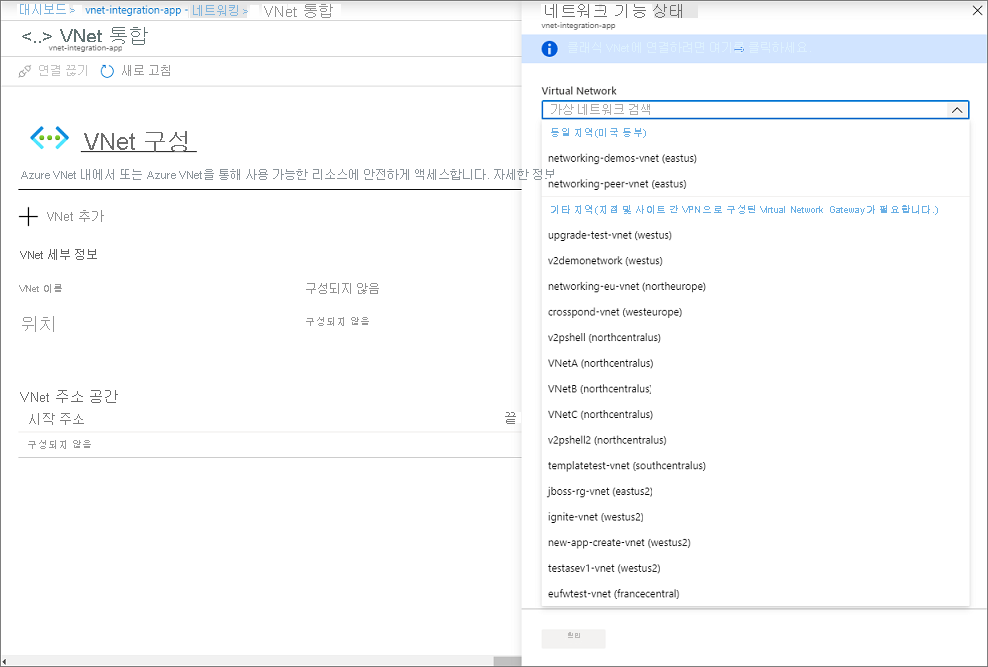 대시보드 > vnet-integration-app - 네트워킹 > VNet 통합
<..> VNet 통합
vnet-integration-app
연결 끊기 새로 고침
VNet 구성
Azure VNet 내에서 또는 Azure VNet을 통해 사용 가능한 리소스에 안전하게 액세스합니다. 자세한 정보
VNet 추가
VNet 세부 정보
VNet 이름 구성되지 않음
위치 구성되지 않음
VNet 주소 공간
시작 주소 끝
구성되지 않음
네트워크 기능 상태
vnet-integration-app
클래식 VNet에 연결하려면 여기를 클릭하세요
Virtual Network
가상 네트워크 검색
동일 지역(미국 동부)
networking-demos-vnet (eastus)
networking-peer-vnet (eastus)
기타 지역(지점 및 사이트 간 VPN으로 구성된 Virtual Network Gateway가 필요합니다.)
upgrade-test-vnet (westus)
v2demonetwork (westus)
networking-eu-vnet (northeurope)
crosspond-vnet (westeurope)
v2pshell (northcentralus)
VNetA (northcentralus)
VNetB (northcentralus)
VNetC (northcentralus)
v2pshell2 (northcentralus)
templatetest-vnet (southcentralus)
jboss-rg-vnet (eastus2)
ignite-vnet (westus2)
new-app-create-vnet (westus2)
testasev1-vnet (westus2)
eufwtest-vnet (francecentral)